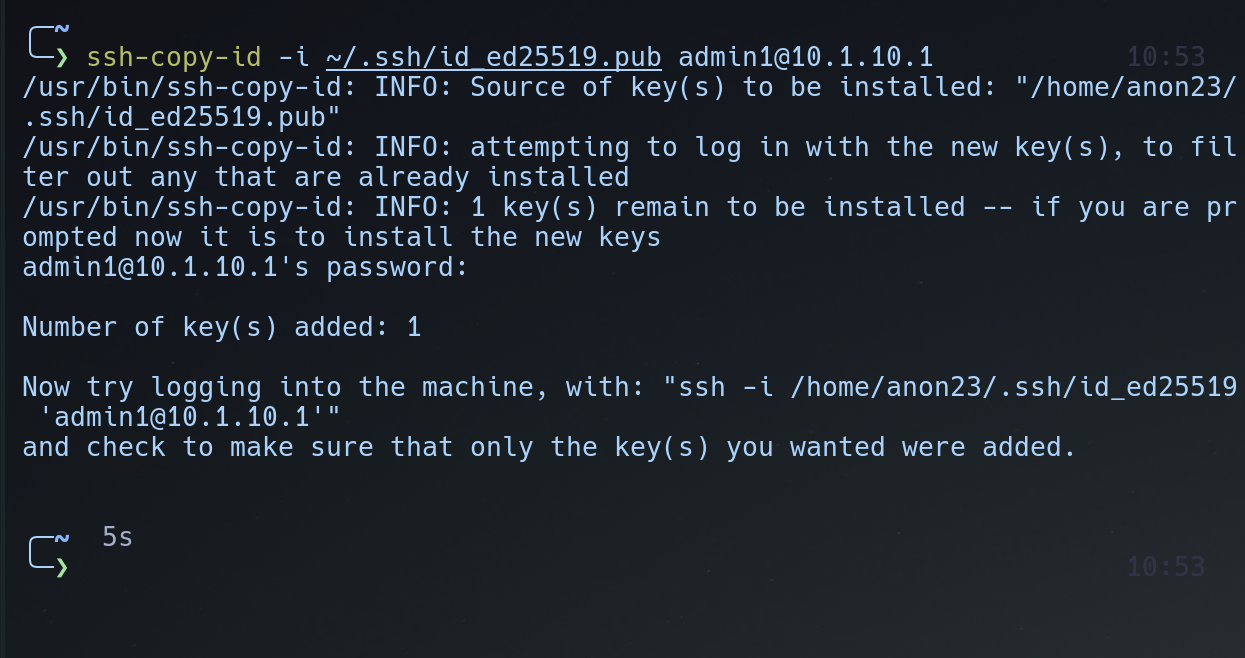 ~
❯ ssh-copy-id -i ~/.ssh/id_ed25519.pub admin1@10.1.10.1 10:53
/usr/bin/ssh-copy-id: INFO: Source of key(s) to be installed: "/home/anon23/
.ssh/id_ed25519.pub"
/usr/bin/ssh-copy-id: INFO: attempting to log in with the new key(s), to fil
ter out any that are already installed
/usr/bin/ssh-copy-id: INFO: 1 key(s) remain to be installed -- if you are pr
ompted now it is to install the new keys
admin1@10.1.10.1's password:
Number of key(s) added: 1
Now try logging into the machine, with: "ssh -i /home/anon23/.ssh/id_ed25519
 'admin1@10.1.10.1'"
and check to make sure that only the key(s) you wanted were added.
~ 5s
❯ 10:53